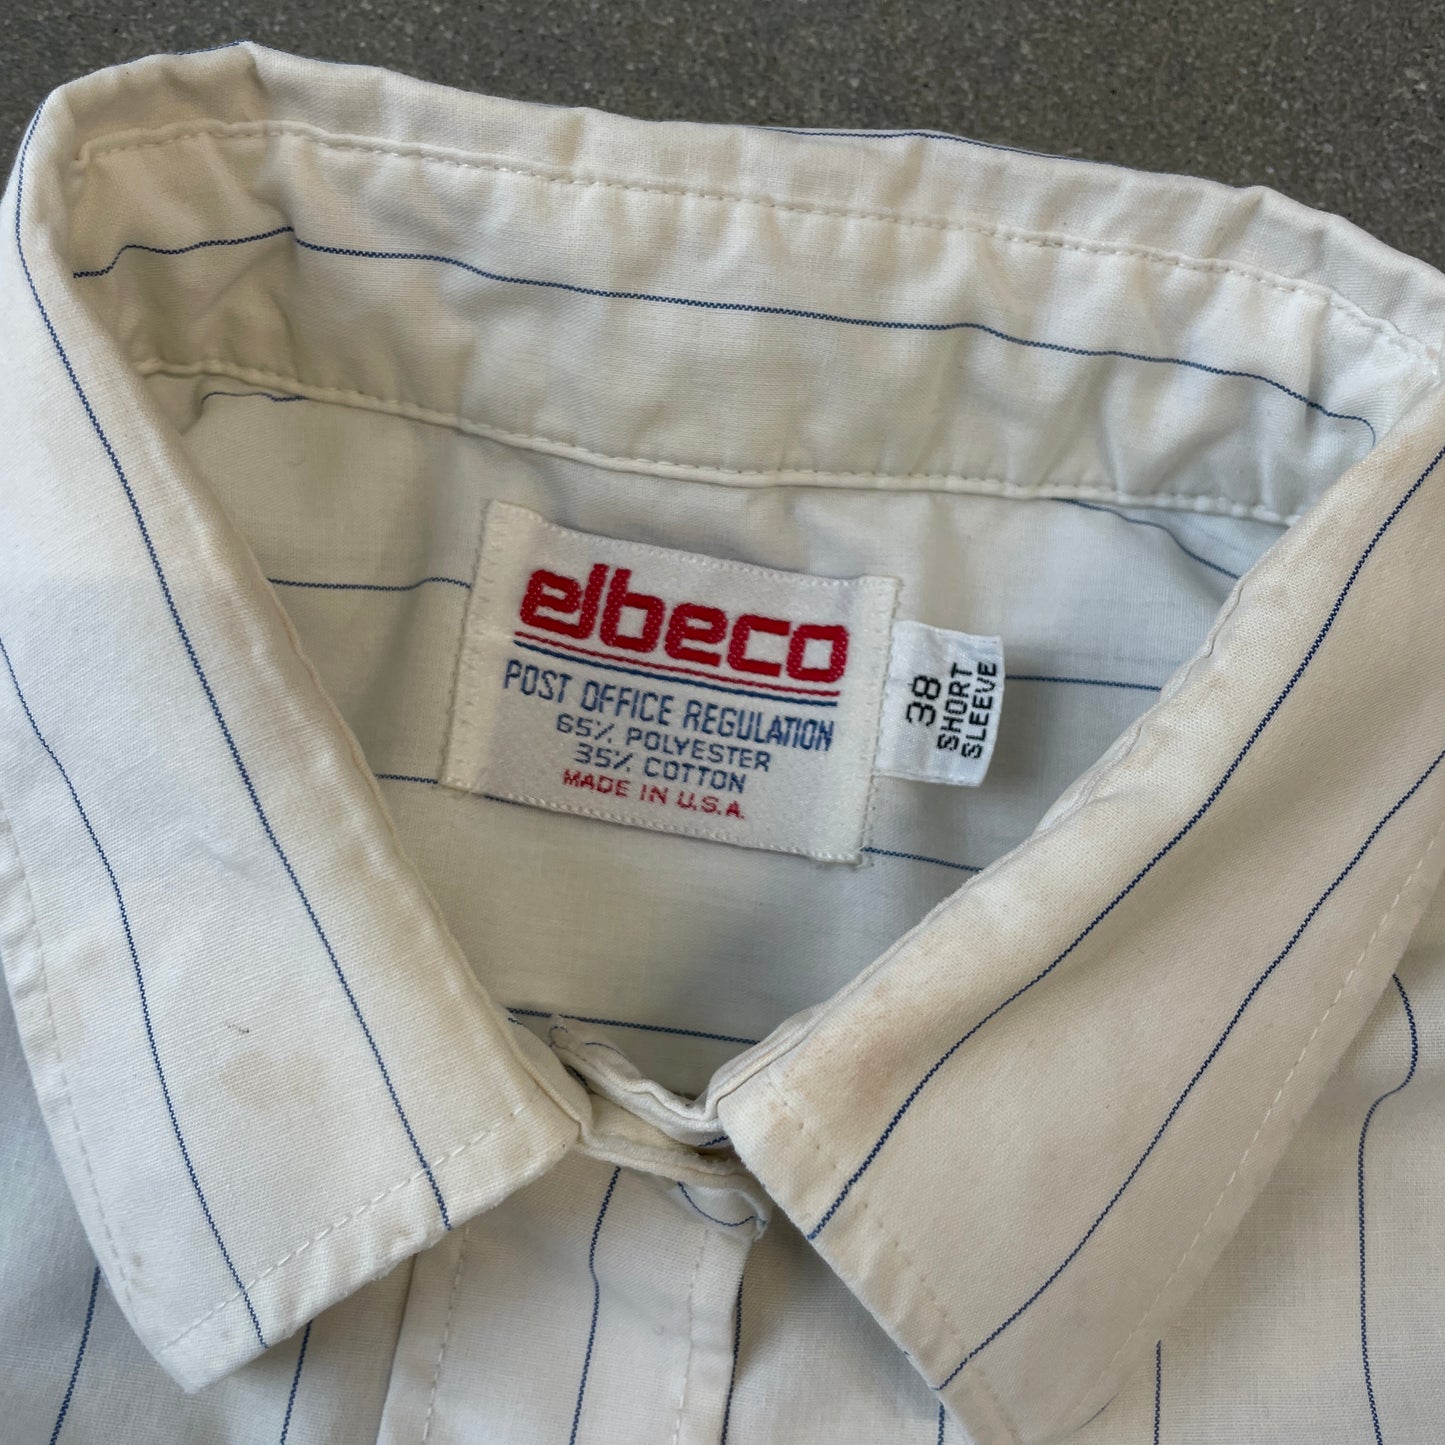 elbeco
POST OFFICE REGULATION
65% POLYESTER
35% COTTON
MADE IN U.S.A.
38
SHORT
SLEEVE